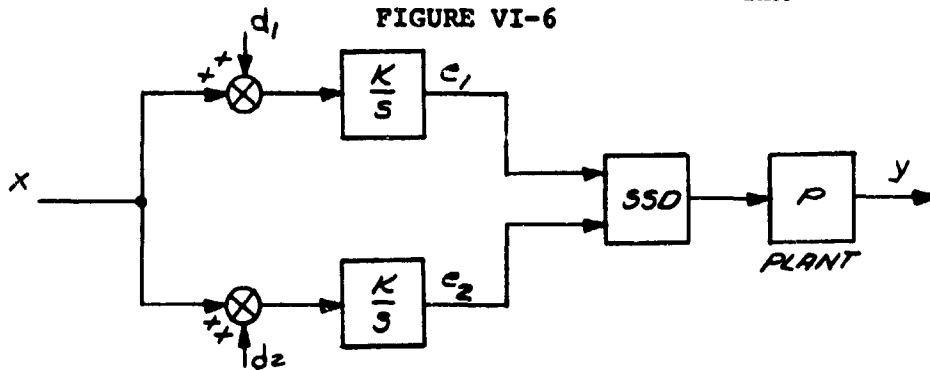 FIGURE VI-6
d1
+
+
K
S
e1
X
SSD
P
y
PLANT
K
S
e2
+
+
d2